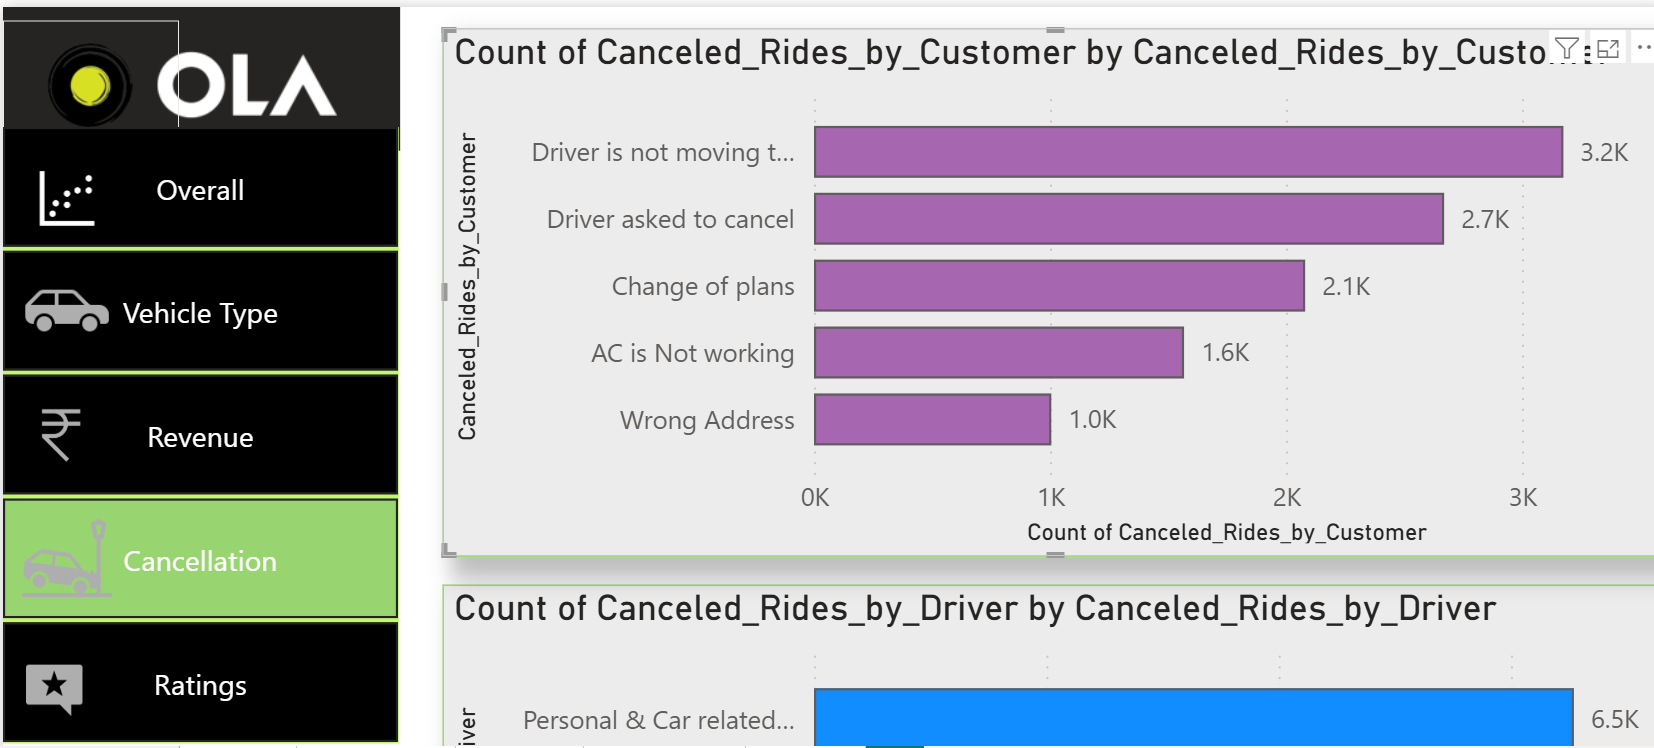 OLA
Overall
Vehicle Type
Revenue
Cancellation
Ratings
Count of Canceled_Rides_by_Customer by Canceled_Rides_by_Custo
Canceled_Rides_by_Customer
Driver is not moving t...
3.2K
Driver asked to cancel
2.7K
Change of plans
2.1K
AC is Not working
1.6K
Wrong Address
1.0K
0K 1K 2K 3K
Count of Canceled_Rides_by_Customer
Count of Canceled_Rides_by_Driver by Canceled_Rides_by_Driver
iver
Personal & Car related...
6.5K